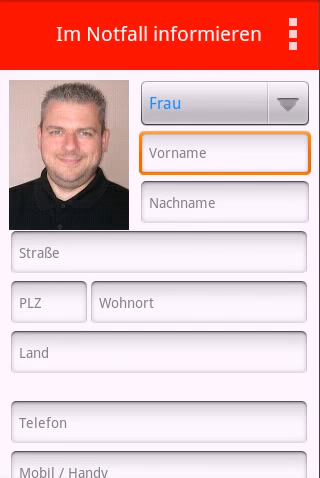 Im Notfall informieren
Frau
Vorname
Nachname
Straße
PLZ
Wohnort
Land
Telefon
Mobil / Handy